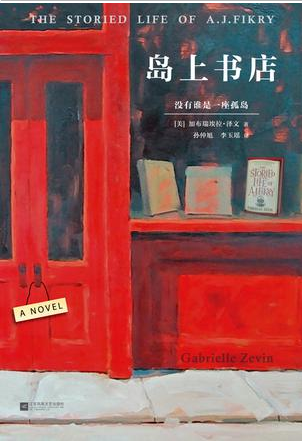 THE STORIED LIFE OF A.J.FIKRY
岛上书店
没有谁是一座孤岛
[美] 加布瑞埃拉·泽文 著
孙仲旭 李玉瑶 译
THE
STORIED
LIFE OF
A.J.FIKRY
A NOVEL
Gabrielle Zevin